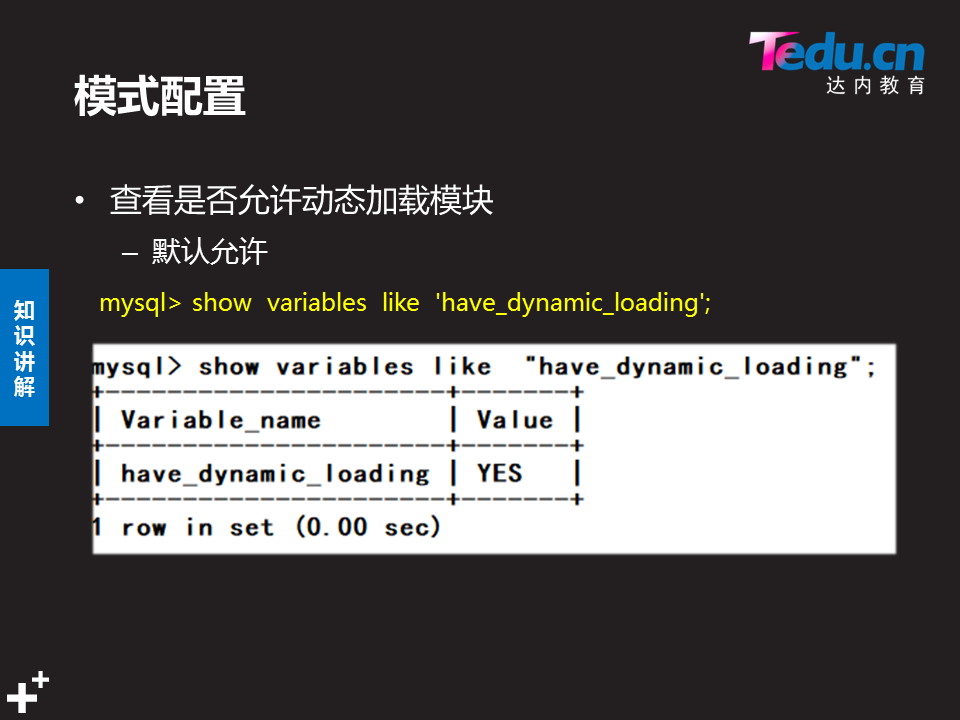 Tedu.cn
达内教育
模式配置
• 查看是否允许动态加载模块
– 默认允许
知识讲解
mysql> show variables like 'have_dynamic_loading';
mysql> show variables like "have_dynamic_loading";
+----------------------+-------+
| Variable_name        | Value |
+----------------------+-------+
| have_dynamic_loading | YES   |
+----------------------+-------+
1 row in set (0.00 sec)